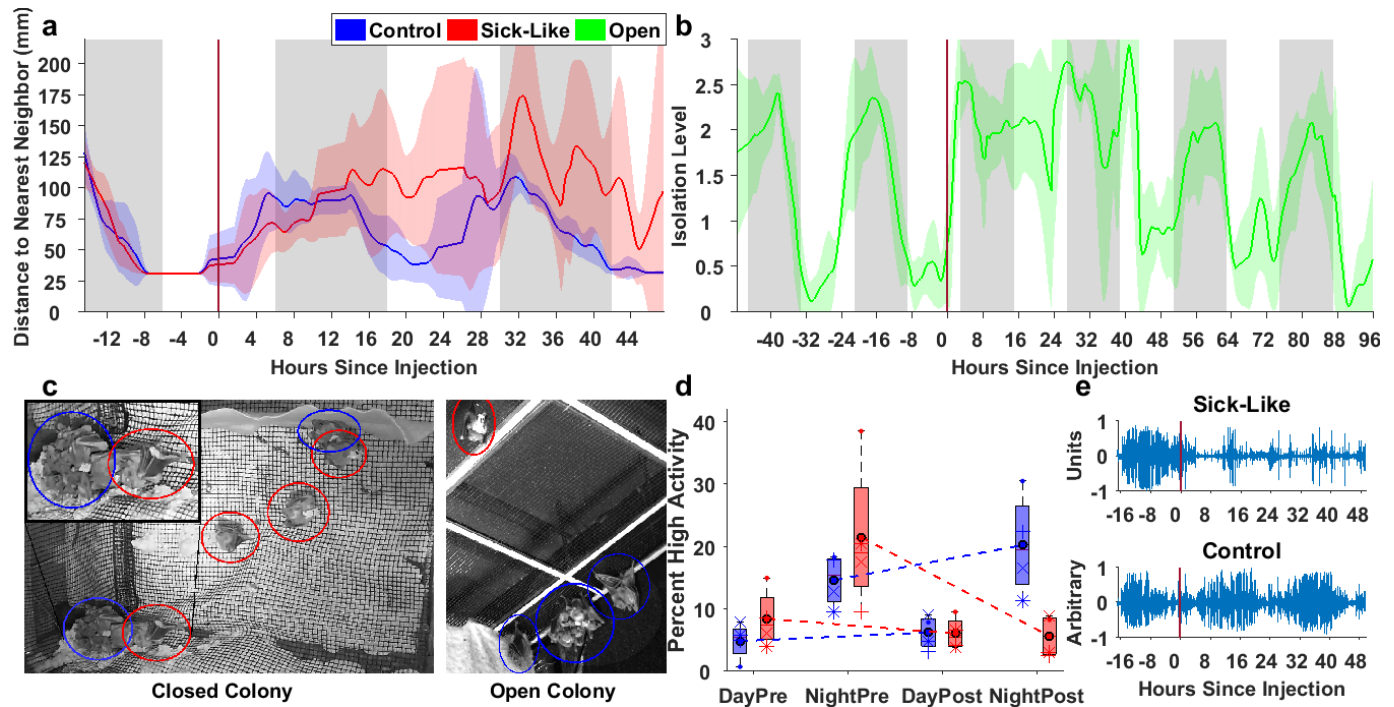 a
Control Sick-Like Open
Distance to Nearest Neighbor (mm)
200
175
150
125
100
75
50
25
0
-12 -8 -4 0 4 8 12 16 20 24 28 32 36 40 44
Hours Since Injection
b
Isolation Level
3
2.5
2
1.5
1
0.5
0
-40 -32 -24 -16 -8 0 8 16 24 32 40 48 56 64 72 80 88 96
Hours Since Injection
c
Closed Colony
Open Colony
d
Percent High Activity
40
30
20
10
0
DayPre NightPre DayPost NightPost
e
Sick-Like
Units
1
0
-1
-16 -8 0 8 16 24 32 40 48
Control
Arbitrary
1
0
-1
-16 -8 0 8 16 24 32 40 48
Hours Since Injection